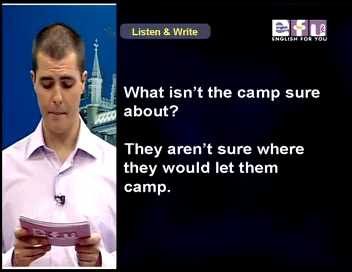 Listen & Write
efu
ENGLISH FOR YOU
What isn't the camp sure
about?
They aren't sure where
they would let them
camp.